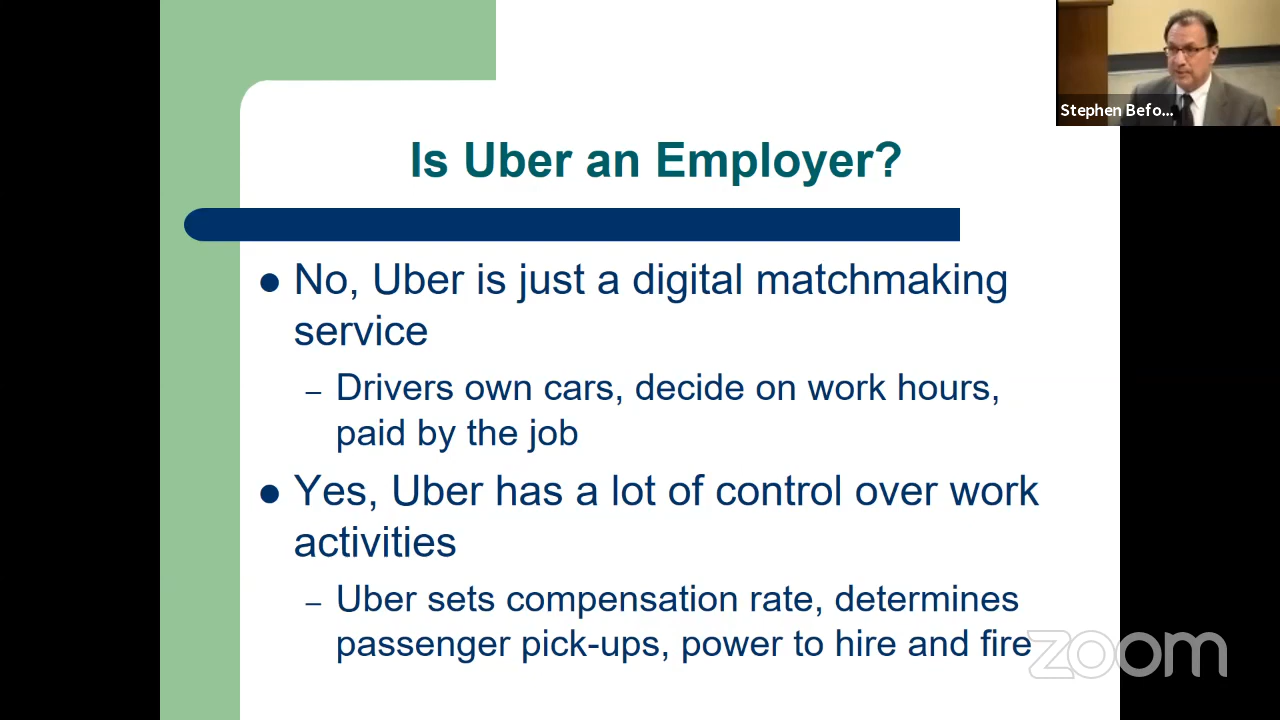 Stephen Befo...
Is Uber an Employer?
● No, Uber is just a digital matchmaking
service
– Drivers own cars, decide on work hours,
paid by the job
● Yes, Uber has a lot of control over work
activities
– Uber sets compensation rate, determines
passenger pick-ups, power to hire and fire
zoom